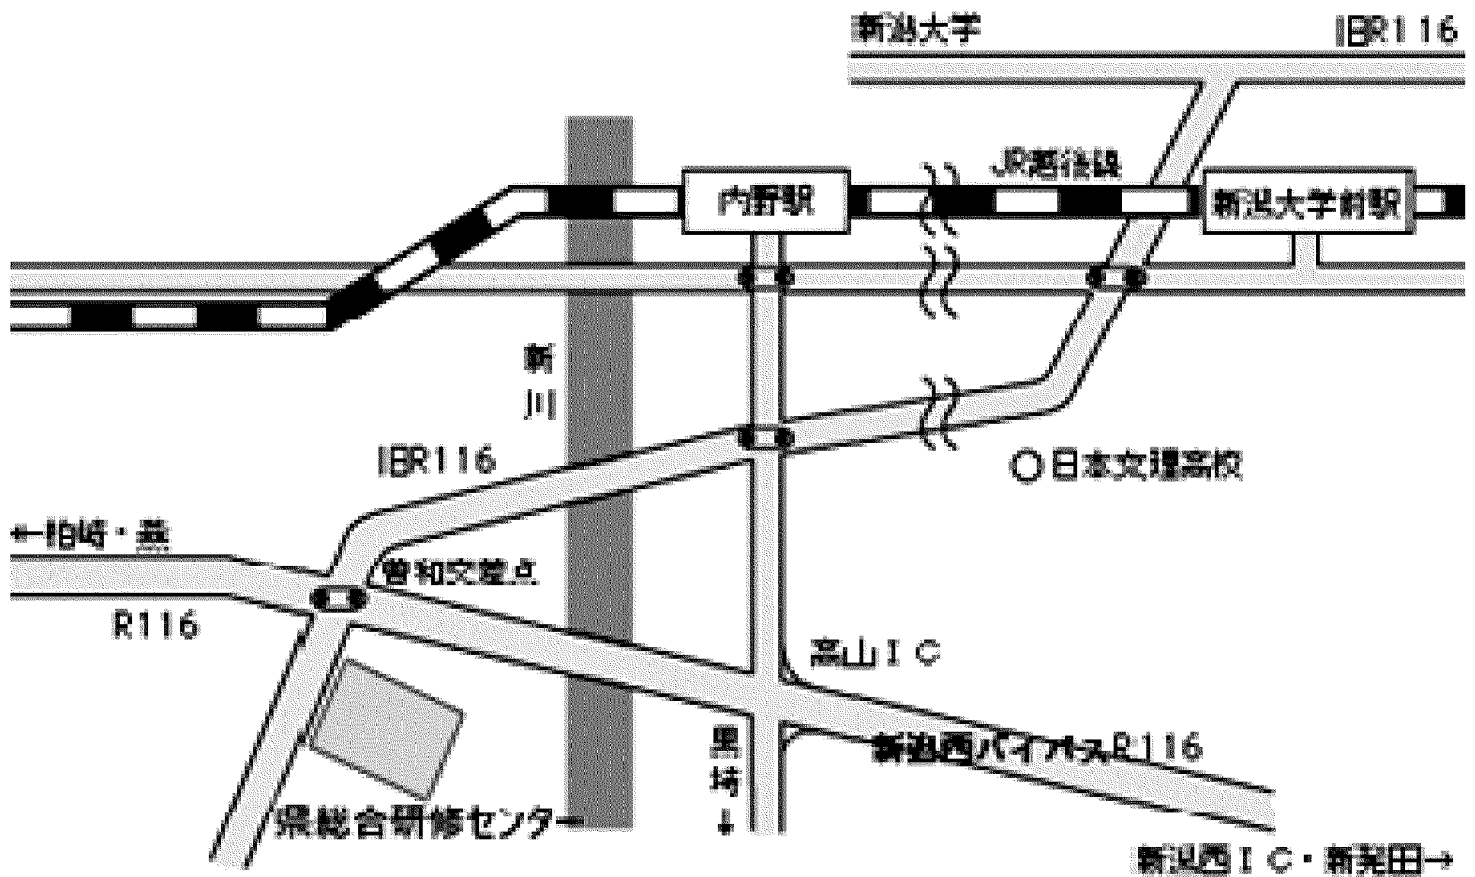 新潟大学
旧R116
JR越後線
内野駅
新潟大学前駅
新川
旧R116
○日本文理高校
←柏崎・燕
曽和交差点
R116
高山IC
黒埼↓
新潟西バイパスR116
県総合研修センター
新潟西IC・新発田→